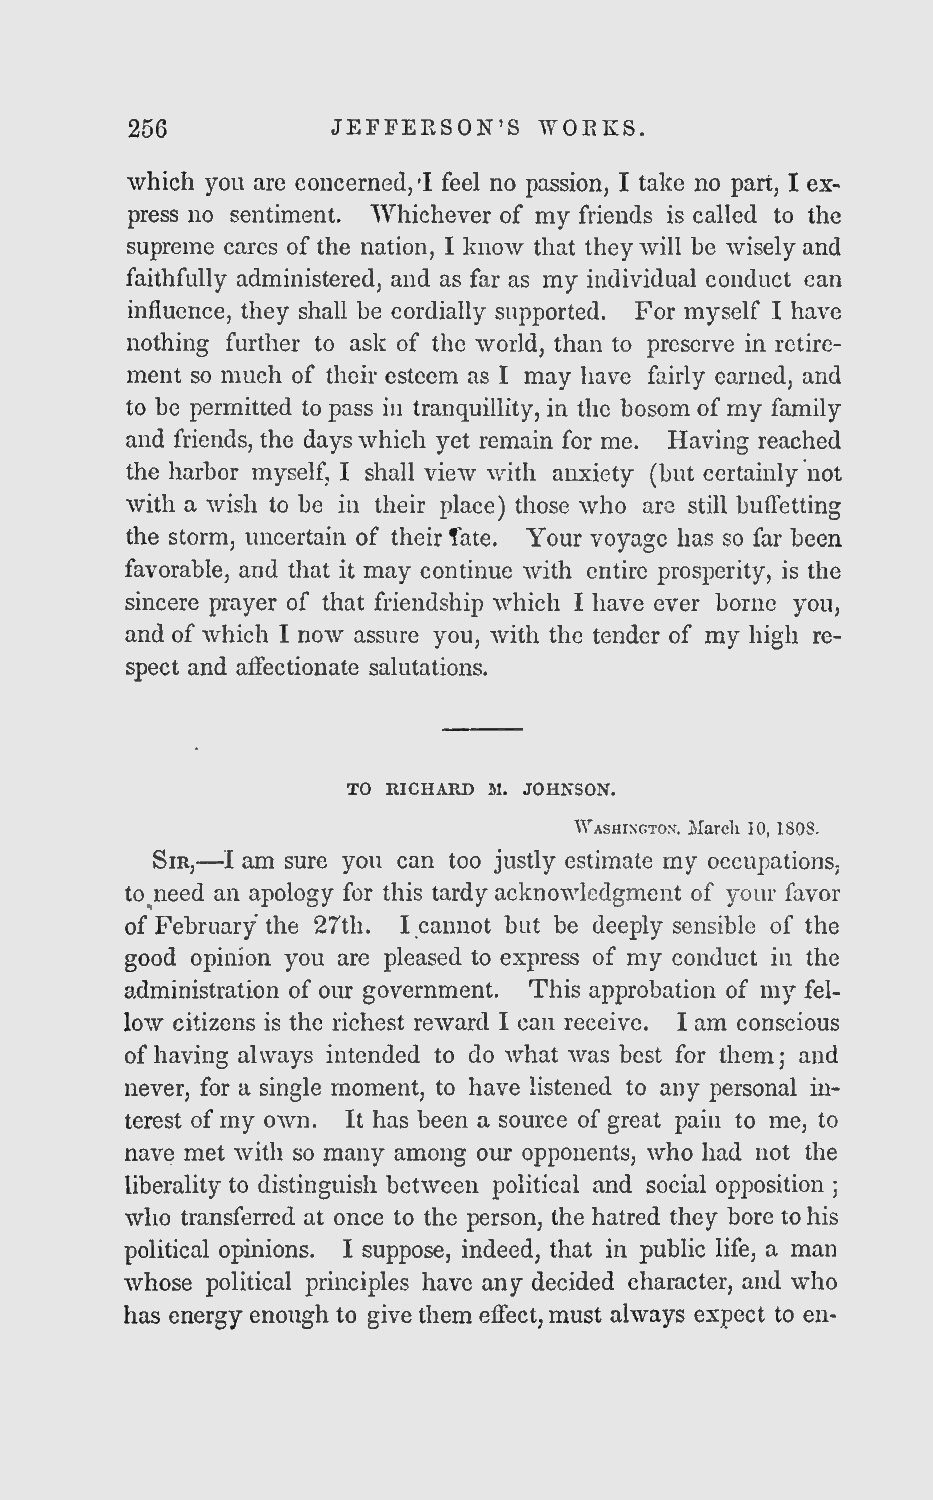 256 JEFFERSON'S WORKS.
which you are concerned, I feel no passion, I take no part, I ex-
press no sentiment. Whichever of my friends is called to the
supreme cares of the nation, I know that they will be wisely and
faithfully administered, and as far as my individual conduct can
influence, they shall be cordially supported. For myself I have
nothing further to ask of the world, than to preserve in retire-
ment so much of their esteem as I may have fairly earned, and
to be permitted to pass in tranquillity, in the bosom of my family
and friends, the days which yet remain for me. Having reached
the harbor myself, I shall view with anxiety (but certainly not
with a wish to be in their place) those who are still buffetting
the storm, uncertain of their fate. Your voyage has so far been
favorable, and that it may continue with entire prosperity, is the
sincere prayer of that friendship which I have ever borne you,
and of which I now assure you, with the tender of my high re-
spect and affectionate salutations.
TO RICHARD M. JOHNSON.
WASHINGTON, March 10, 1808.
SIR,—I am sure you can too justly estimate my occupations,
to need an apology for this tardy acknowledgment of your favor
of February the 27th. I cannot but be deeply sensible of the
good opinion you are pleased to express of my conduct in the
administration of our government. This approbation of my fel-
low citizens is the richest reward I can receive. I am conscious
of having always intended to do what was best for them; and
never, for a single moment, to have listened to any personal in-
terest of my own. It has been a source of great pain to me, to
nave met with so many among our opponents, who had not the
liberality to distinguish between political and social opposition ;
who transferred at once to the person, the hatred they bore to his
political opinions. I suppose, indeed, that in public life, a man
whose political principles have any decided character, and who
has energy enough to give them effect, must always expect to en-